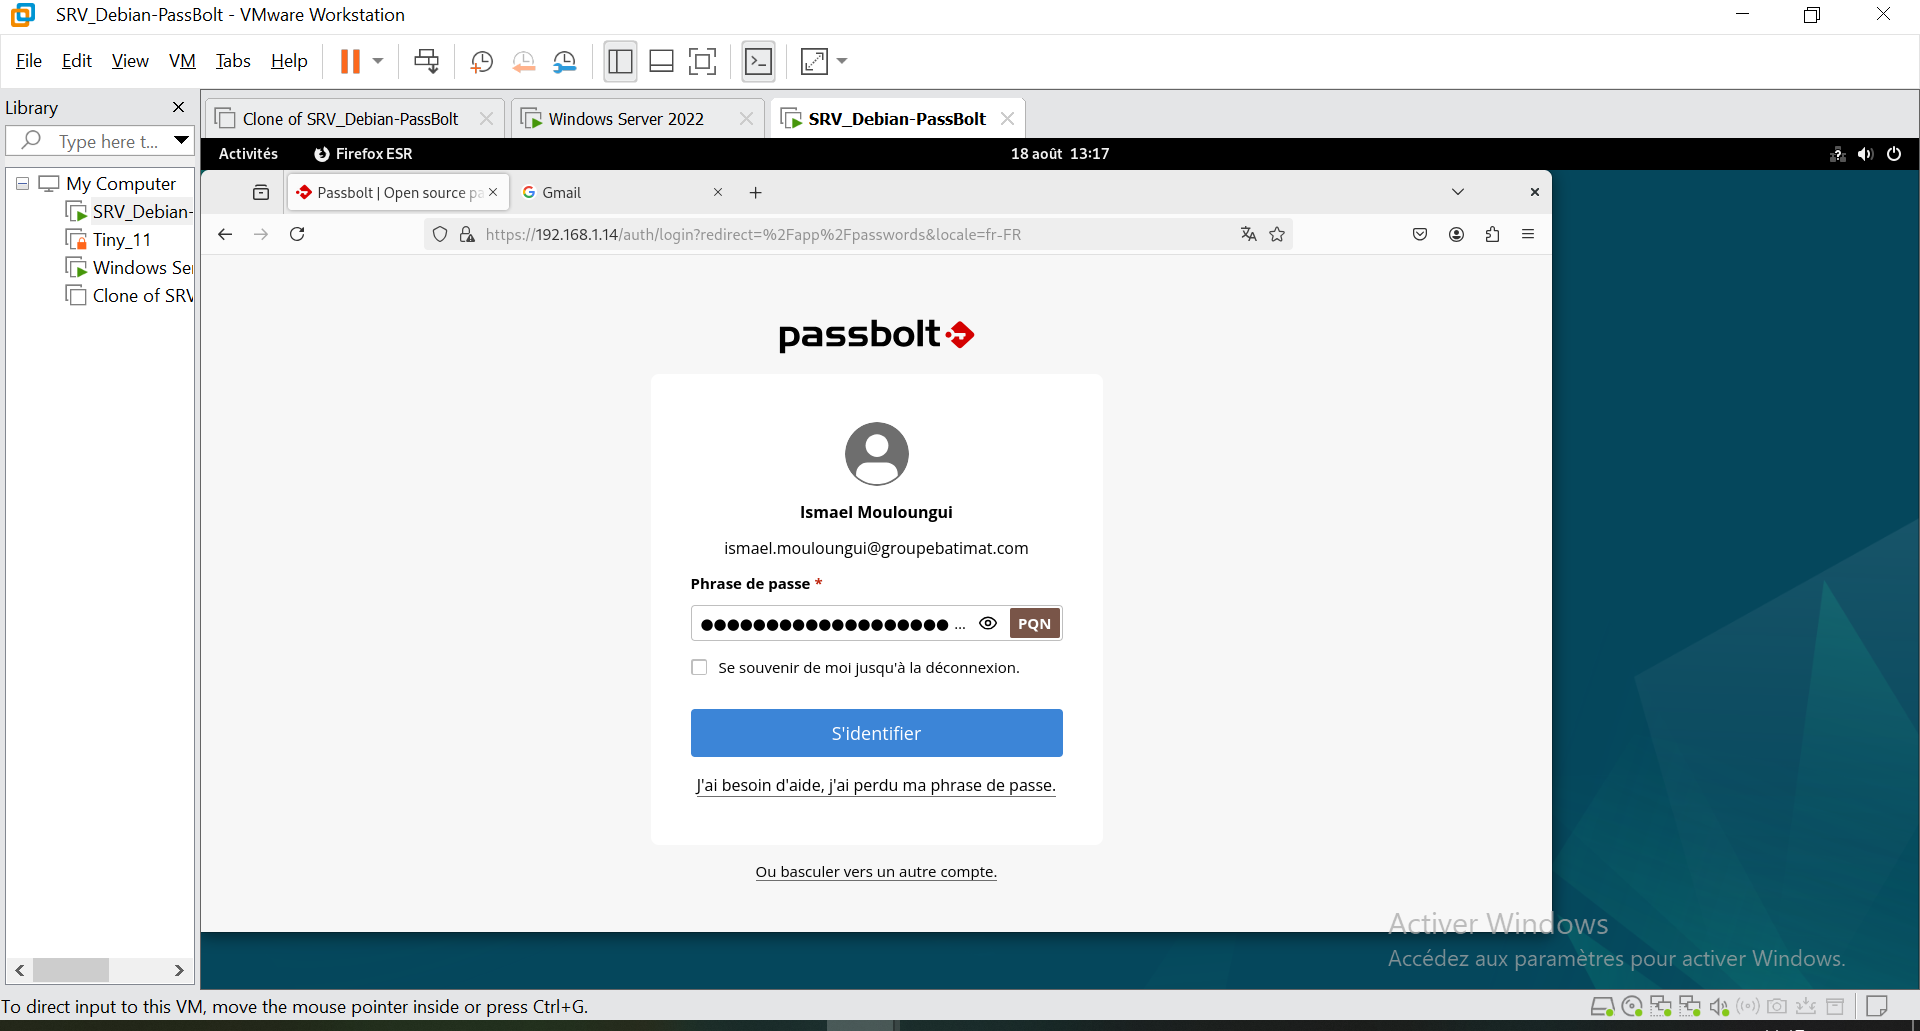 SRV_Debian-PassBolt - VMware Workstation
File Edit View VM Tabs Help
Library
Type here t...
My Computer
SRV_Debian-
Tiny_11
Windows Ser
Clone of SRV
Clone of SRV_Debian-PassBolt
Windows Server 2022
SRV_Debian-PassBolt
Activités Firefox ESR 18 août 13:17
Passbolt | Open source pa
Gmail
https://192.168.1.14/auth/login?redirect=%2Fapp%2Fpasswords&locale=fr-FR
passbolt
Ismael Mouloungui
ismael.mouloungui@groupebatimat.com
Phrase de passe *
●●●●●●●●●●●●●●●●●●● ... PQN
Se souvenir de moi jusqu'à la déconnexion.
S'identifier
J'ai besoin d'aide, j'ai perdu ma phrase de passe.
Ou basculer vers un autre compte.
Activer Windows
Accédez aux paramètres pour activer Windows.
To direct input to this VM, move the mouse pointer inside or press Ctrl+G.